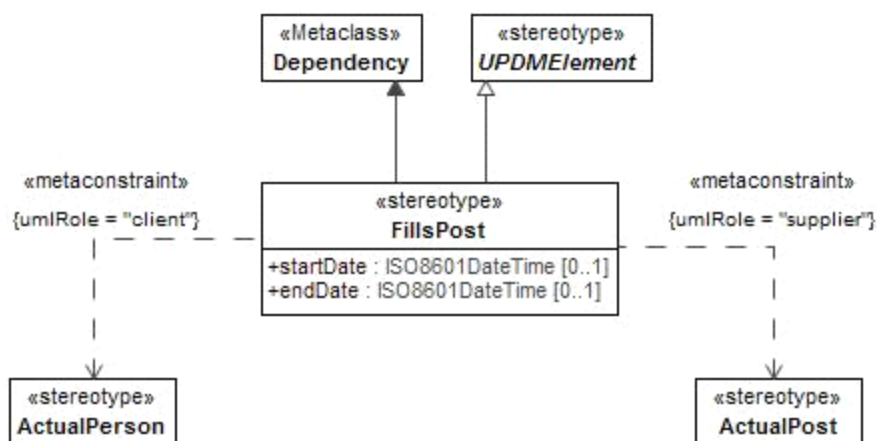 «Metaclass»
Dependency
«stereotype»
UPDMElement
«metaconstraint»
{umlRole = "client"}
«stereotype»
FillsPost
+startDate : ISO8601DateTime [0..1]
+endDate : ISO8601DateTime [0..1]
«metaconstraint»
{umlRole = "supplier"}
«stereotype»
ActualPerson
«stereotype»
ActualPost